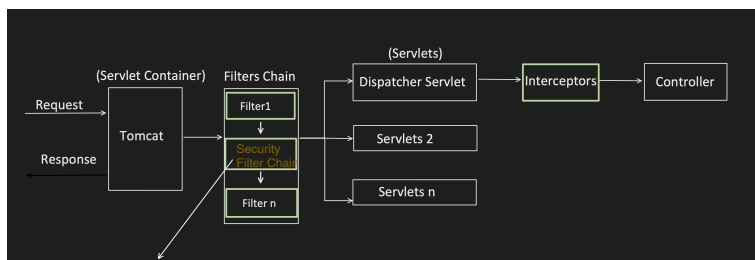 (Servlets)
(Servlet Container)
Filters Chain
Request
Tomcat
Response
Filter1
Security
Filter Chain
Filter n
Dispatcher Servlet
Interceptors
Controller
Servlets 2
Servlets n